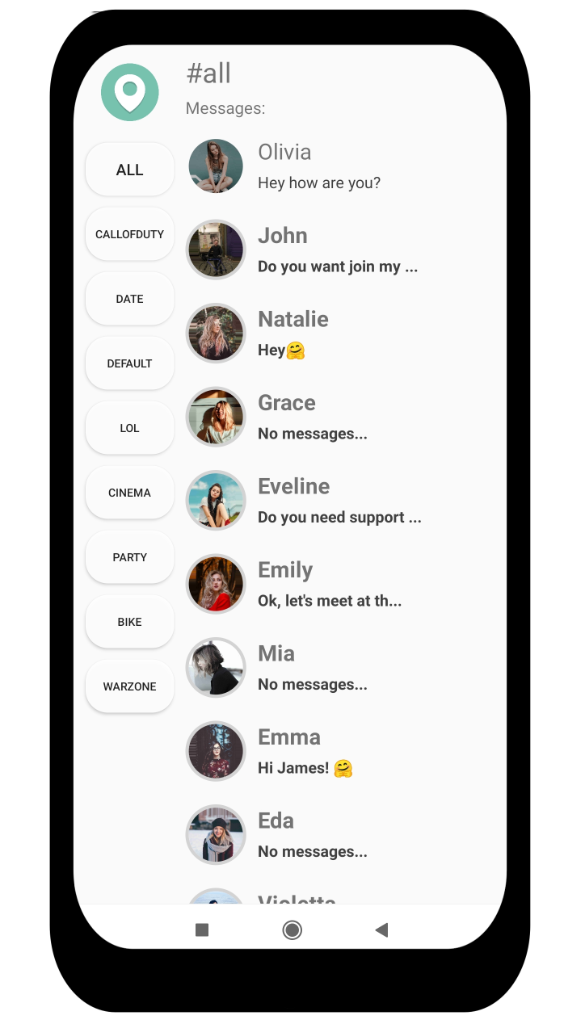 #all
Messages:
ALL
CALLOFDUTY
DATE
DEFAULT
LOL
CINEMA
PARTY
BIKE
WARZONE
Olivia
Hey how are you?
John
Do you want join my ...
Natalie
Hey🤗
Grace
No messages...
Eveline
Do you need support ...
Emily
Ok, let's meet at th...
Mia
No messages...
Emma
Hi James! 🤗
Eda
No messages...
Violetta